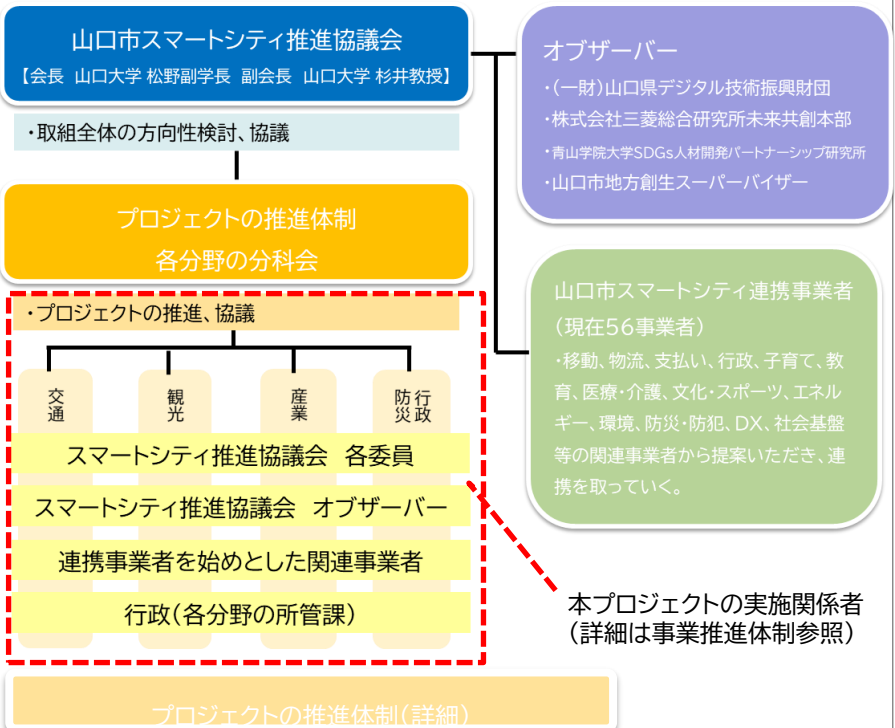 山口市スマートシティ推進協議会
【会長 山口大学 松野副学長 副会長 山口大学 杉井教授】
・取組全体の方向性検討、協議
プロジェクトの推進体制
各分野の分科会
・プロジェクトの推進、協議
交通
観光
産業
行政
防災
スマートシティ推進協議会 各委員
スマートシティ推進協議会 オブザーバー
連携事業者を始めとした関連事業者
行政(各分野の所管課)
オブザーバー
・(一財)山口県デジタル技術振興財団
・株式会社三菱総合研究所未来共創本部
・青山学院大学SDGs人材開発パートナーシップ研究所
・山口市地方創生スーパーバイザー
山口市スマートシティ連携事業者
(現在56事業者)
・移動、物流、支払い、行政、子育て、教
育、医療・介護、文化・スポーツ、エネル
ギー、環境、防災・防犯、DX、社会基盤
等の関連事業者から提案いただき、連
携を取っていく。
本プロジェクトの実施関係者
(詳細は事業推進体制参照)
プロジェクトの推進体制(詳細)